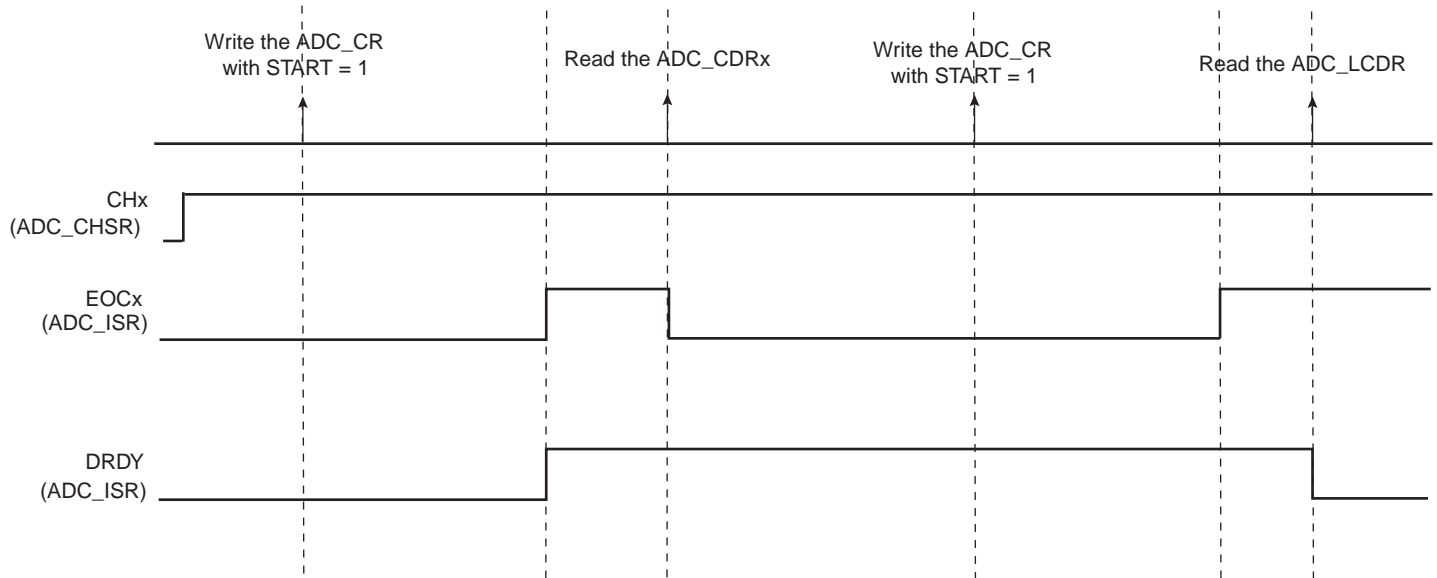 Write the ADC_CR
with START = 1
Read the ADC_CDRx
Write the ADC_CR
with START = 1
Read the ADC_LCDR
CHx
(ADC_CHSR)
EOCx
(ADC_ISR)
DRDY
(ADC_ISR)